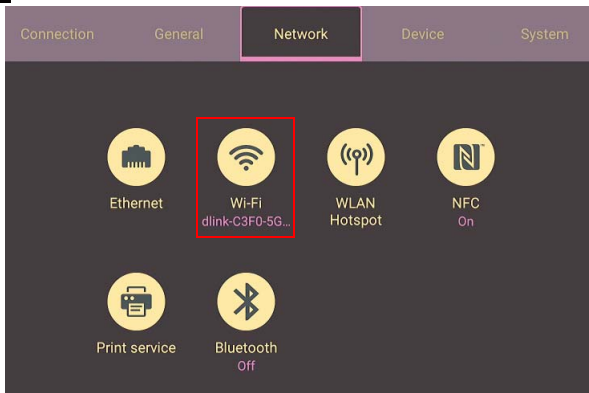 Connection General Network Device System
Ethernet Wi-Fi WLAN NFC
dlink-C3F0-5G... Hotspot On
Print service Bluetooth
Off